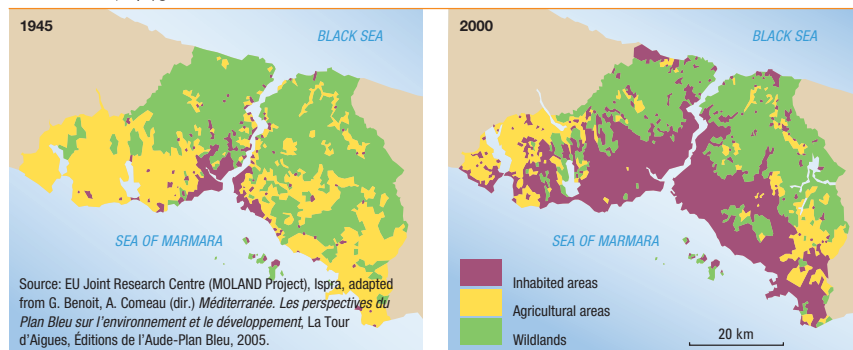 1945
BLACK SEA
SEA OF MARMARA
Source: EU Joint Research Centre (MOLAND Project), Ispra, adapted
from G. Benoit, A. Comeau (dir.) Méditerranée. Les perspectives du
Plan Bleu sur l'environnement et le développement, La Tour
d'Aigues, Éditions de l'Aude-Plan Bleu, 2005.
2000
BLACK SEA
SEA OF MARMARA
Inhabited areas
Agricultural areas
Wildlands
20 km